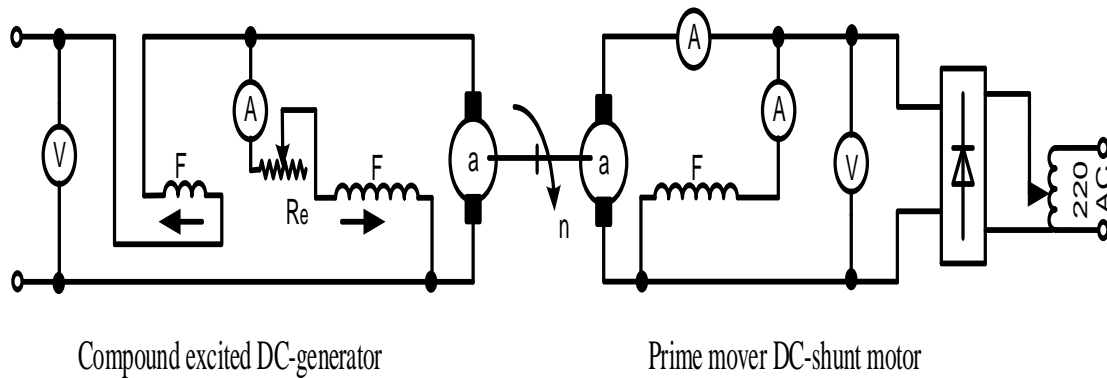 A
V
A
F
Re
F
a
n
a
A
F
V
220
AC
Compound excited DC-generator
Prime mover DC-shunt motor